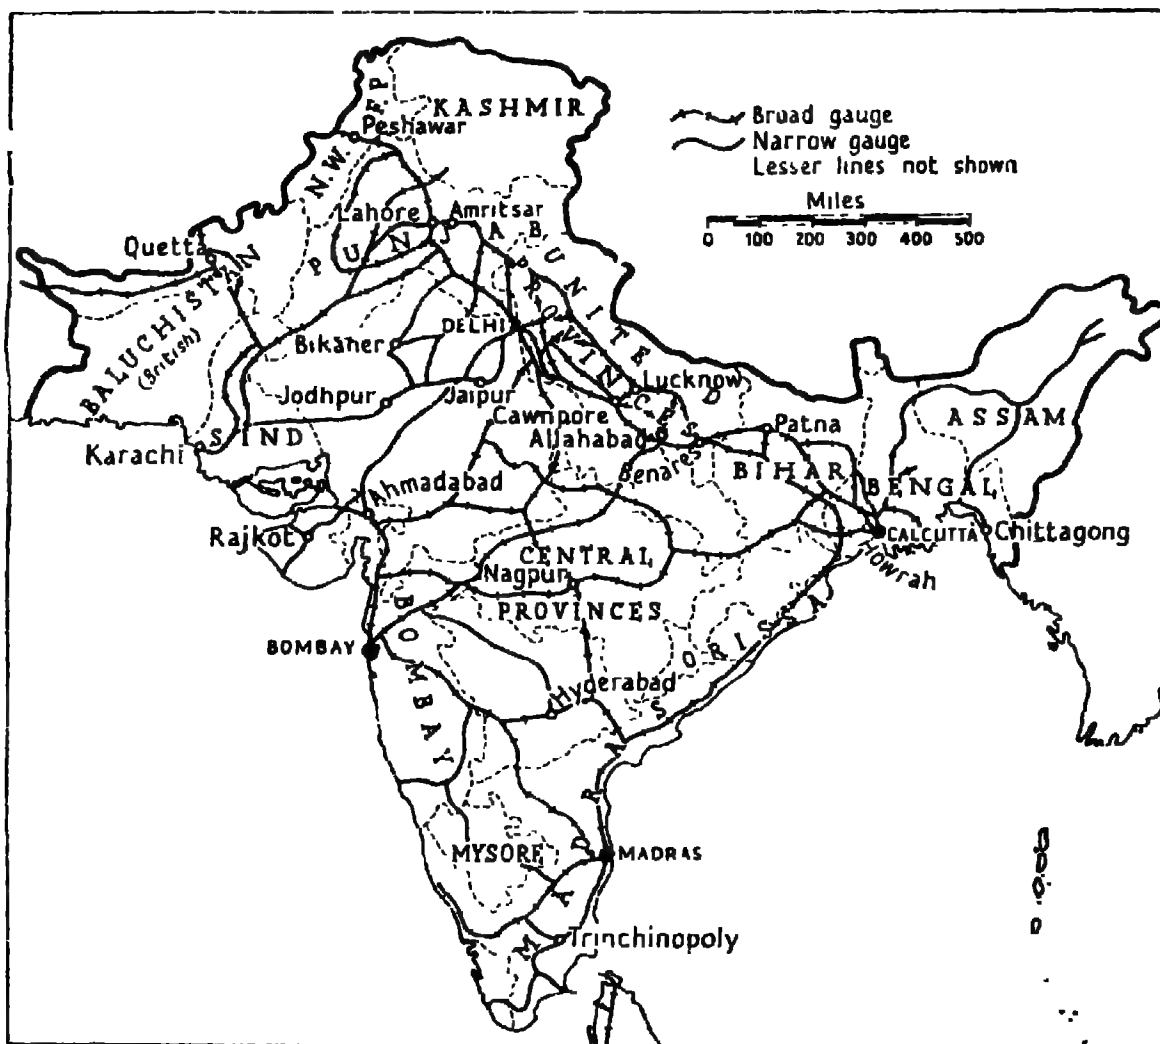 N.W.F.P
KASHMIR
Peshawar
Broad gauge
Narrow gauge
Lesser lines not shown
Miles
0 100 200 300 400 500
Lahore
Amritsar
Quetta
PUNJAB
UNITED
PROVINCES
BALUCHISTAN
(British)
DELHI
Bikaner
Jodhpur
Jaipur
Lucknow
Cawnpore
Allahabad
Benares
Patna
ASSAM
Karachi
SIND
BIHAR
BENGAL
Ahmadabad
Rajkot
CALCUTTA
Chittagong
Howrah
CENTRAL
Nagpur
PROVINCES
ORISSA
BOMBAY
BOMBAY
Hyderabad
MADRAS
MYSORE
MADRAS
Trinchinopoly